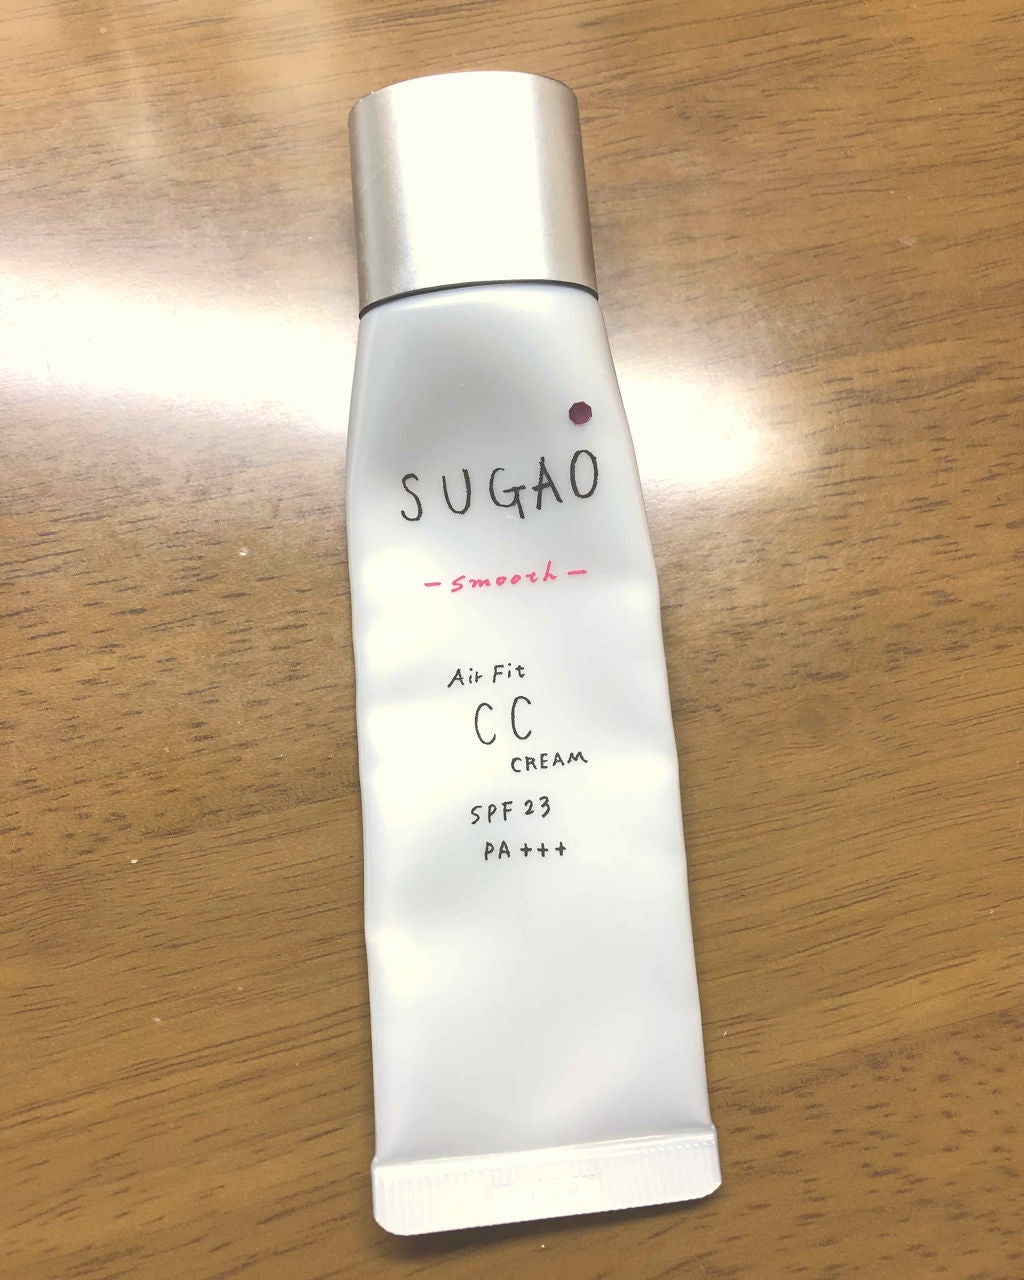 SUGAO
- smooth -
Air Fit
CC
CREAM
SPF 23
PA +++